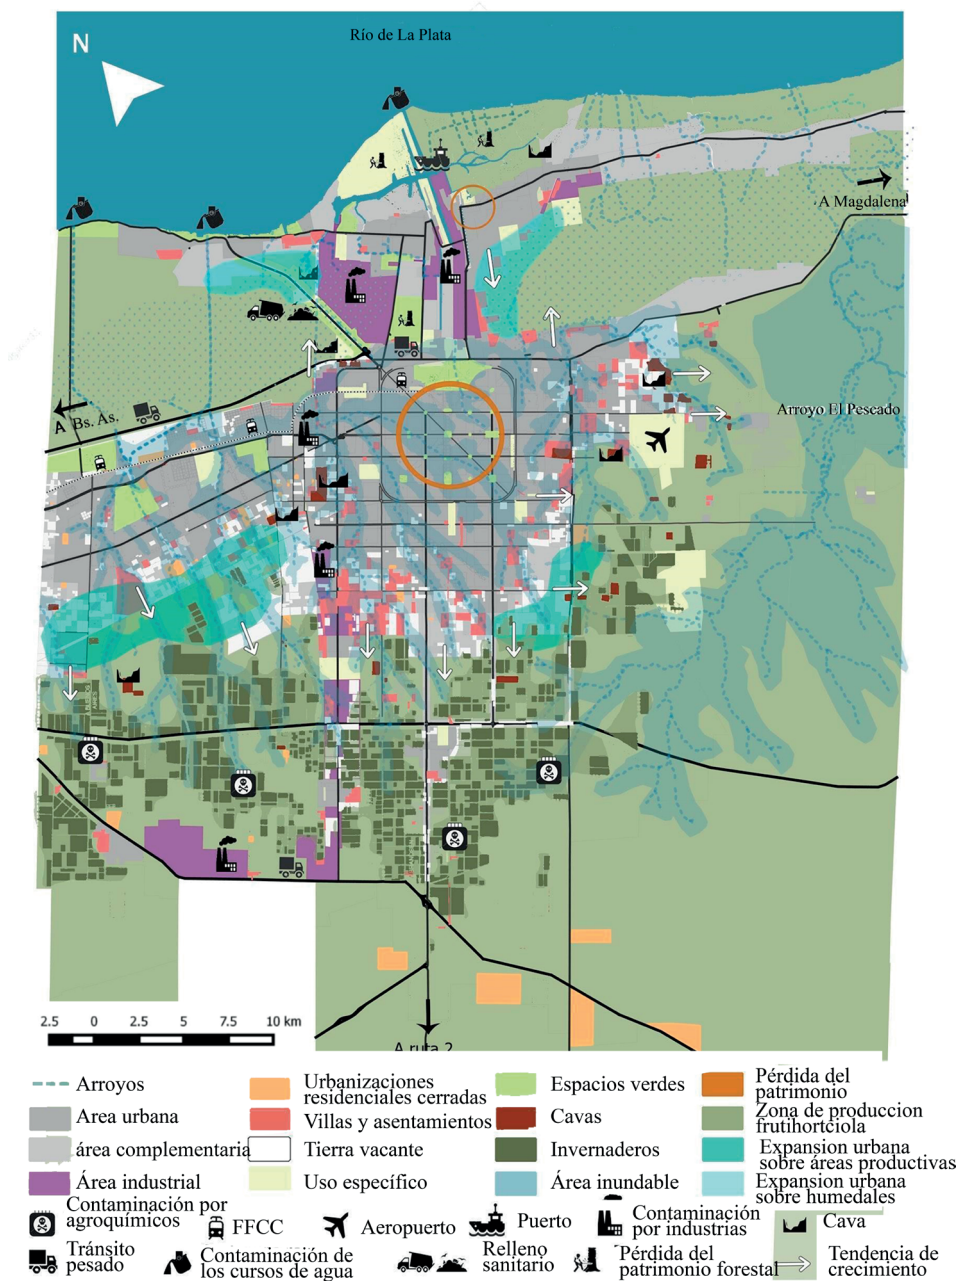 Río de La Plata
N
A Magdalena
Arroyo El Pescado
A Bs. As.
2.5 0 2.5 5 7.5 10 km
A ruta 2
Arroyos
Area urbana
área complementaria
Área industrial
Urbanizaciones
residenciales cerradas
Villas y asentamientos
Tierra vacante
Uso específico
Espacios verdes
Cavas
Invernaderos
Área inundable
Pérdida del
patrimonio
Zona de produccion
frutihortciola
Expansion urbana
sobre áreas productivas
Expansion urbana
sobre humedales
Contaminación por
agroquímicos
FFCC
Aeropuerto
Puerto
Contaminación
por industrias
Cava
Tránsito
pesado
Contaminación de
los cursos de agua
Relleno
sanitario
Pérdida del
patrimonio forestal
Tendencia de
crecimiento